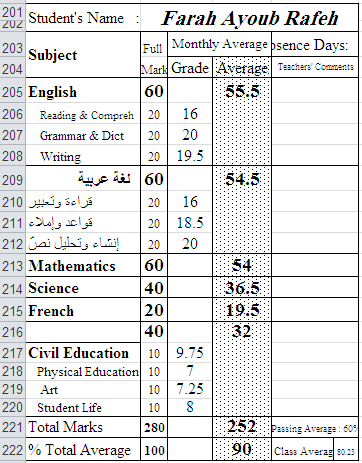 201
202 Student's Name : Farah Ayoub Rafeh
203 Subject Full Monthly Average sence Days:
204 Mark Grade Average Teachers' Comments
205 English 60 55.5
206 Reading & Compreh 20 16
207 Grammar & Dict 20 20
208 Writing 20 19.5
209 لغة عربية 60 54.5
210 قراءة وتعبير 20 16
211 قواعد وإملاء 20 18.5
212 إنشاء وتحليل نصّ 20 20
213 Mathematics 60 54
214 Science 40 36.5
215 French 20 19.5
216 40 32
217 Civil Education 10 9.75
218 Physical Education 10 7
219 Art 10 7.25
220 Student Life 10 8
221 Total Marks 280 252 Passing Average : 60%
222 % Total Average 100 90 Class Averag 80.23